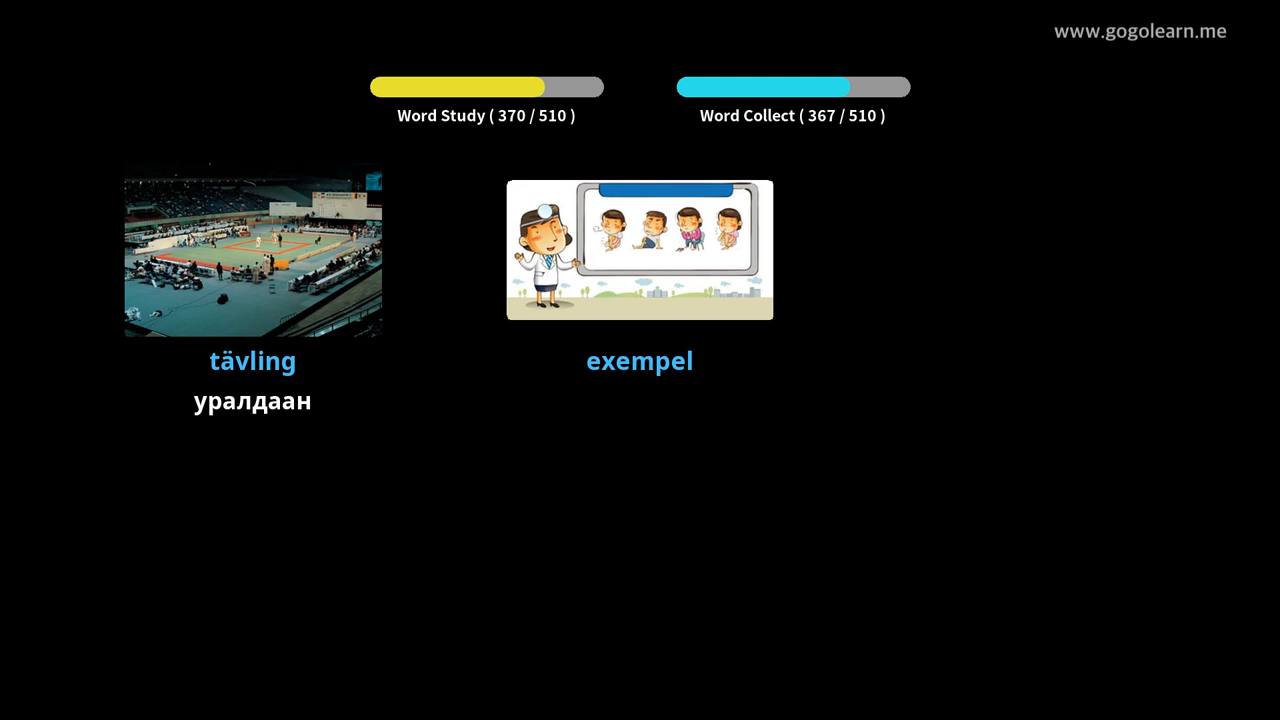 www.gogolearn.me
Word Study ( 370 / 510 )
Word Collect ( 367 / 510 )
tävling
exempel
уралдаан